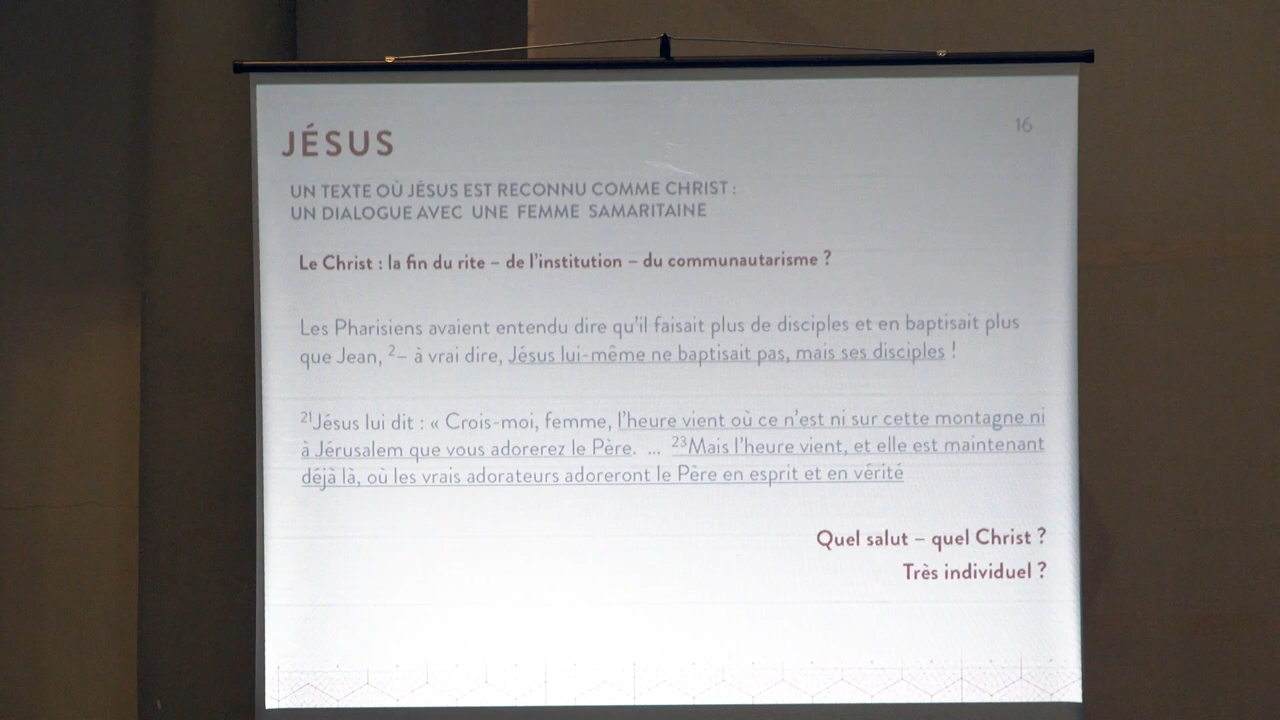 JÉSUS
16
UN TEXTE OÙ JÉSUS EST RECONNU COMME CHRIST :
UN DIALOGUE AVEC UNE FEMME SAMARITAINE
Le Christ : la fin du rite – de l'institution – du communautarisme ?
Les Pharisiens avaient entendu dire qu'il faisait plus de disciples et en baptisait plus
que Jean, ²– à vrai dire, Jésus lui-même ne baptisait pas, mais ses disciples !
²¹Jésus lui dit : « Crois-moi, femme, l'heure vient où ce n'est ni sur cette montagne ni
à Jérusalem que vous adorerez le Père. ... ²³Mais l'heure vient, et elle est maintenant
déjà là, où les vrais adorateurs adoreront le Père en esprit et en vérité
Quel salut – quel Christ ?
Très individuel ?